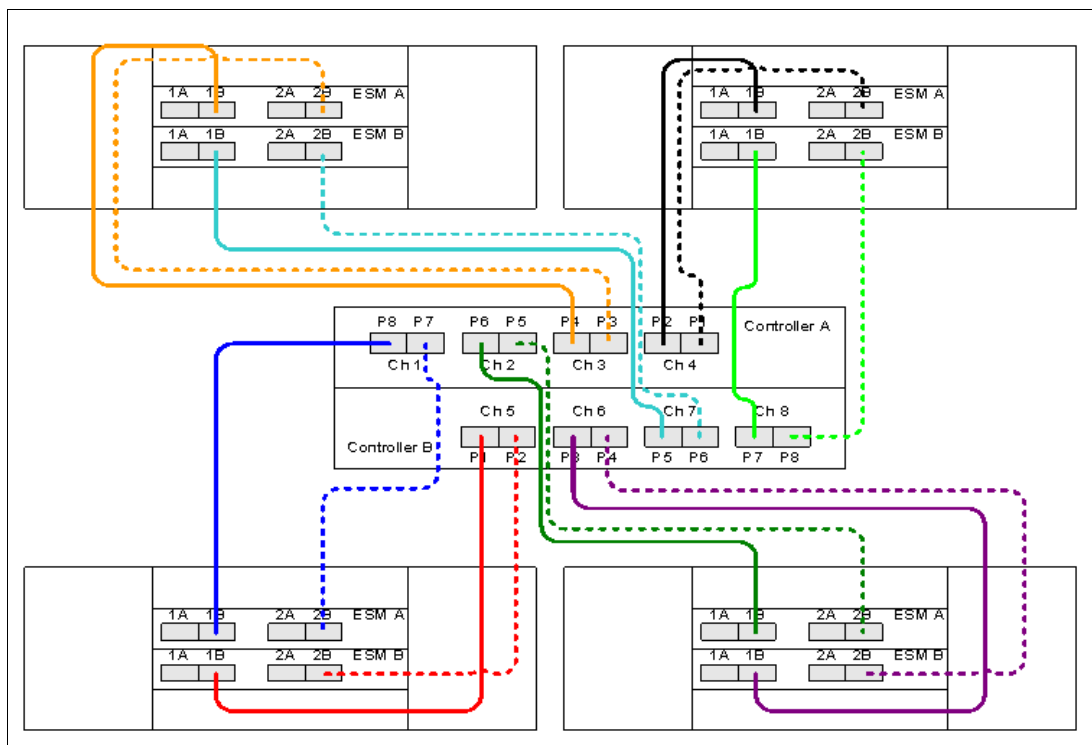 1A 1B 2A 2B ESM A
1A 1B 2A 2B ESM B
1A 1B 2A 2B ESM A
1A 1B 2A 2B ESM B
P8 P7 P6 P5 P4 P3 P2 P1 Controller A
Ch 1 Ch 2 Ch 3 Ch 4
Ch 5 Ch 6 Ch 7 Ch 8
Controller B
P1 P2 P3 P4 P5 P6 P7 P8
1A 1B 2A 2B ESM A
1A 1B 2A 2B ESM B
1A 1B 2A 2B ESM A
1A 1B 2A 2B ESM B